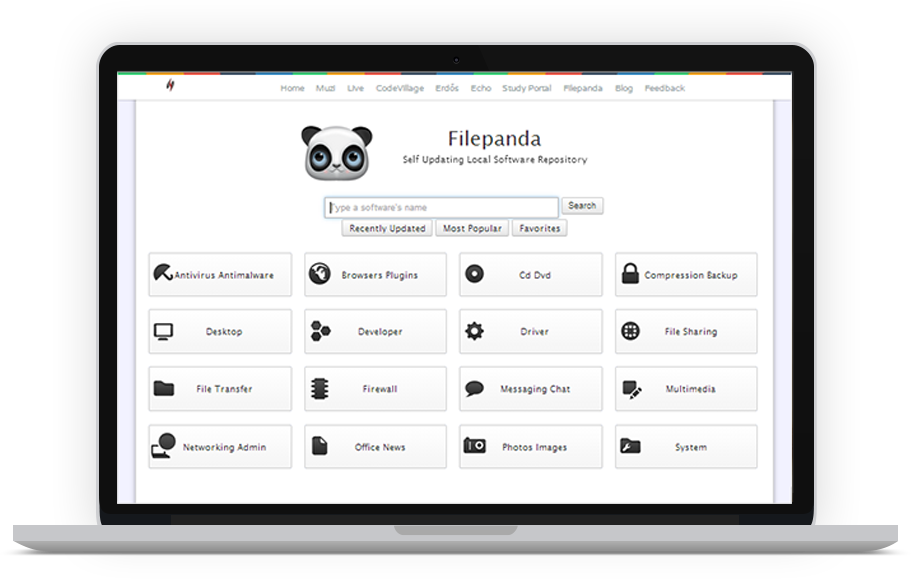 Home Muzi Live CodeVillage Erdős Echo Study Portal Filepanda Blog Feedback
Filepanda
Self Updating Local Software Repository
Type a software's name Search
Recently Updated Most Popular Favorites
Antivirus Antimalware Browsers Plugins Cd Dvd Compression Backup
Desktop Developer Driver File Sharing
File Transfer Firewall Messaging Chat Multimedia
Networking Admin Office News Photos Images System